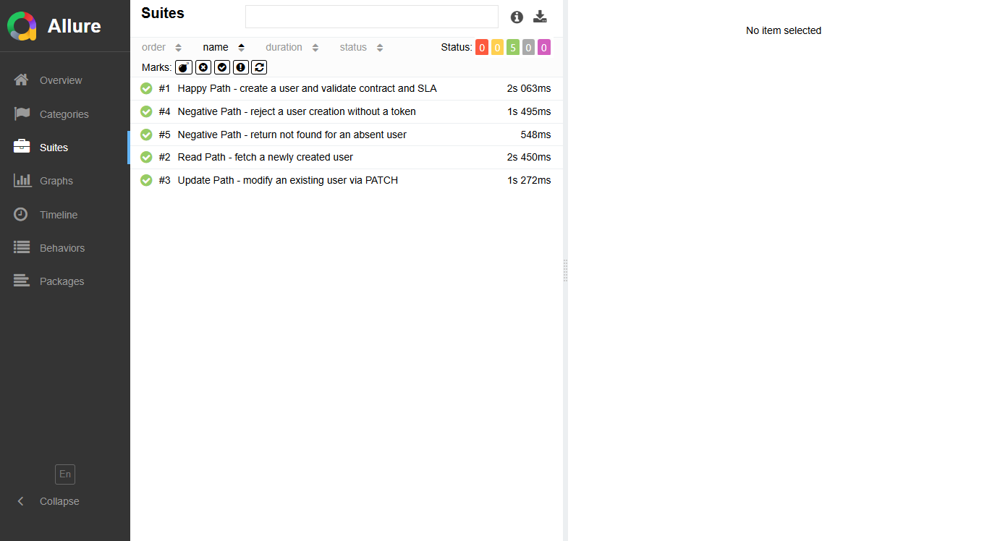 Allure
Overview
Categories
Suites
Graphs
Timeline
Behaviors
Packages
En
Collapse
Suites
order name duration status Status: 0 0 5 0 0
Marks:
#1 Happy Path - create a user and validate contract and SLA 2s 063ms
#4 Negative Path - reject a user creation without a token 1s 495ms
#5 Negative Path - return not found for an absent user 548ms
#2 Read Path - fetch a newly created user 2s 450ms
#3 Update Path - modify an existing user via PATCH 1s 272ms
No item selected